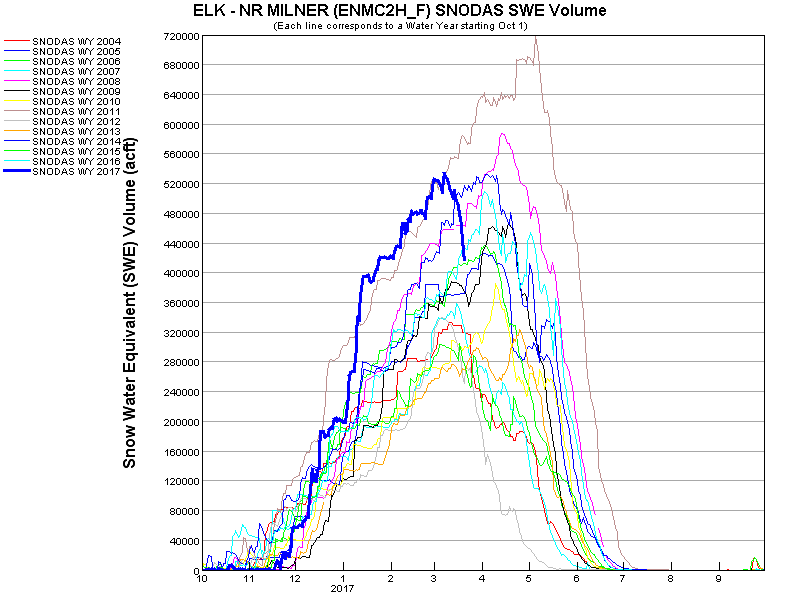 ELK - NR MILNER (ENMC2H_F) SNODAS SWE Volume
(Each line corresponds to a Water Year starting Oct 1)
SNODAS WY 2004
SNODAS WY 2005
SNODAS WY 2006
SNODAS WY 2007
SNODAS WY 2008
SNODAS WY 2009
SNODAS WY 2010
SNODAS WY 2011
SNODAS WY 2012
SNODAS WY 2013
SNODAS WY 2014
SNODAS WY 2015
SNODAS WY 2016
SNODAS WY 2017
Snow Water Equivalent (SWE) Volume (acft)
720000
680000
640000
600000
560000
520000
480000
440000
400000
360000
320000
280000
240000
200000
160000
120000
80000
40000
0
10 11 12 1 2 3 4 5 6 7 8 9
2017